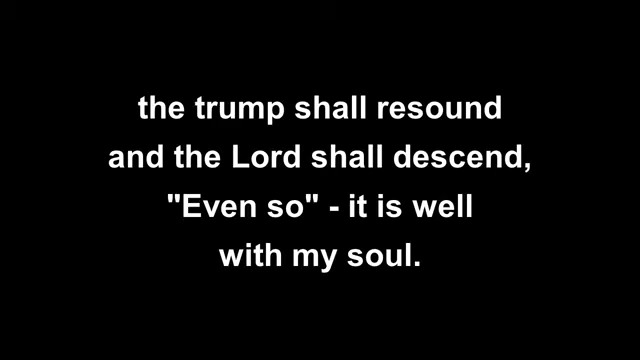 the trump shall resound
and the Lord shall descend,
"Even so" - it is well
with my soul.